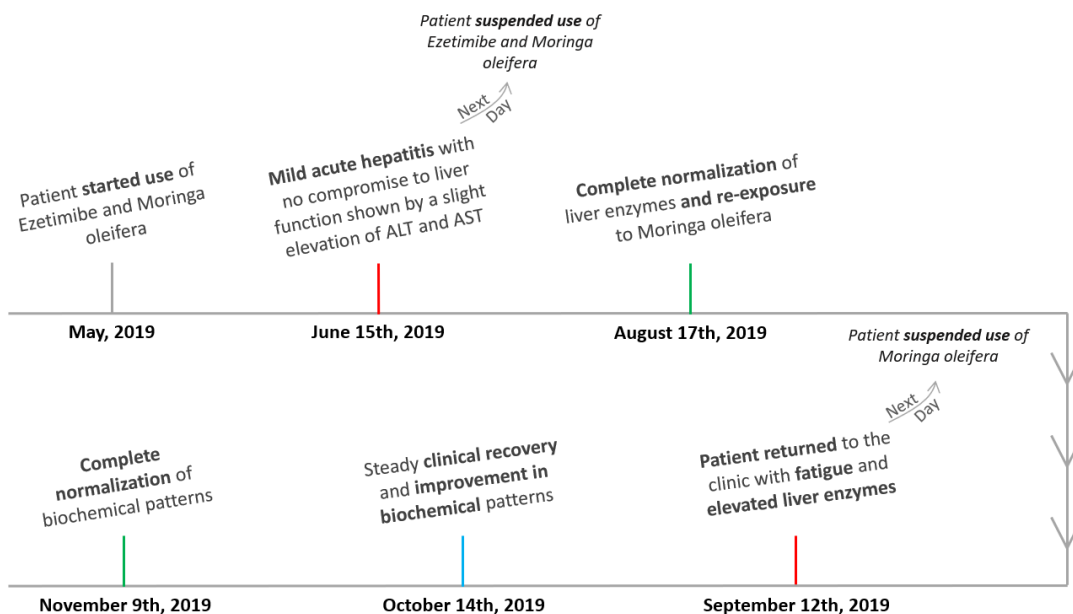 Patient started use of
Ezetimibe and Moringa
oleifera
May, 2019
Mild acute hepatitis with
no compromise to liver
function shown by a slight
elevation of ALT and AST
June 15th, 2019
Next
Day
Patient suspended use of
Ezetimibe and Moringa
oleifera
Complete normalization of
liver enzymes and re-exposure
to Moringa oleifera
August 17th, 2019
Patient returned to the
clinic with fatigue and
elevated liver enzymes
September 12th, 2019
Next
Day
Patient suspended use of
Moringa oleifera
Steady clinical recovery
and improvement in
biochemical patterns
October 14th, 2019
Complete
normalization of
biochemical patterns
November 9th, 2019